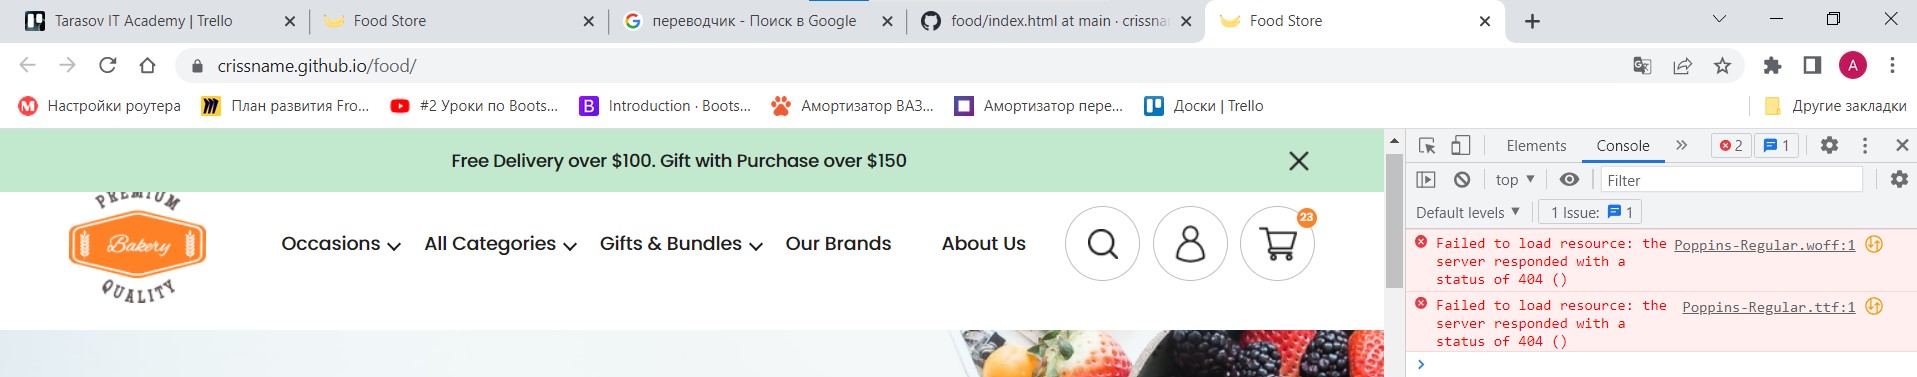 Tarasov IT Academy | Trello
Food Store
переводчик - Поиск в Google
food/index.html at main · crissna
Food Store
crissname.github.io/food/
A
Настройки роутера
План развития Fro...
#2 Уроки по Boots...
Introduction · Boots...
Амортизатор ВАЗ...
Амортизатор пере...
Доски | Trello
Другие закладки
Free Delivery over $100. Gift with Purchase over $150
PREMIUM
Bakery
QUALITY
Occasions
All Categories
Gifts & Bundles
Our Brands
About Us
23
Elements
Console
2
1
top
Filter
Default levels
1 Issue:
1
Failed to load resource: the Poppins-Regular.woff:1
server responded with a
status of 404 ()
Failed to load resource: the Poppins-Regular.ttf:1
server responded with a
status of 404 ()